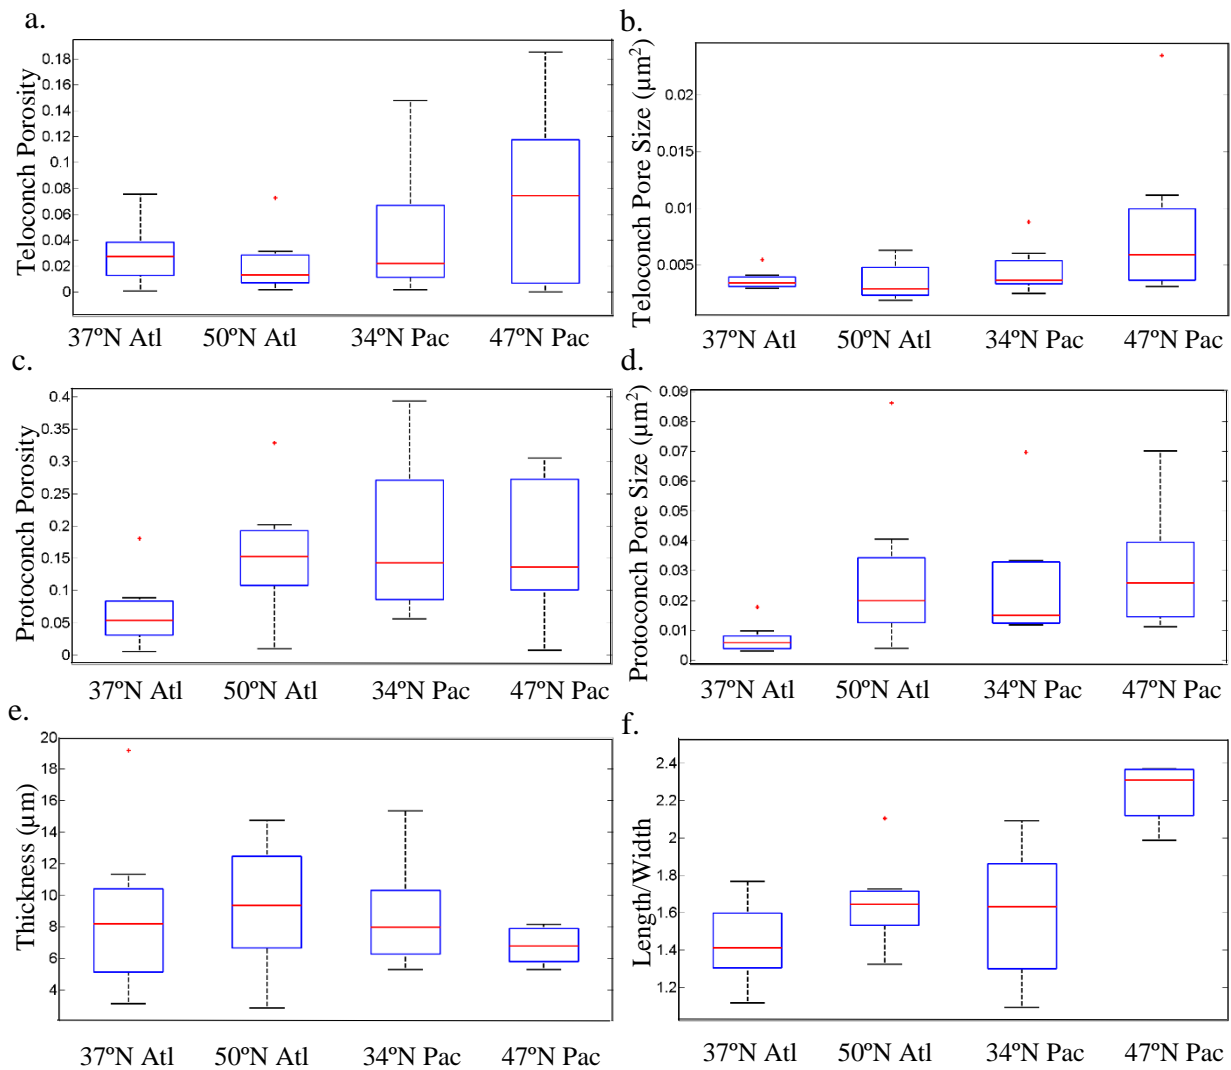 a.
Teloconch Porosity
0.18
0.16
0.14
0.12
0.1
0.08
0.06
0.04
0.02
0
37ºN Atl 50ºN Atl 34ºN Pac 47ºN Pac
b.
Teloconch Pore Size (µm²)
0.02
0.015
0.01
0.005
37ºN Atl 50ºN Atl 34ºN Pac 47ºN Pac
c.
Protoconch Porosity
0.4
0.35
0.3
0.25
0.2
0.15
0.1
0.05
0
37ºN Atl 50ºN Atl 34ºN Pac 47ºN Pac
d.
Protoconch Pore Size (µm²)
0.09
0.08
0.07
0.06
0.05
0.04
0.03
0.02
0.01
0
37ºN Atl 50ºN Atl 34ºN Pac 47ºN Pac
e.
Thickness (µm)
20
18
16
14
12
10
8
6
4
37ºN Atl 50ºN Atl 34ºN Pac 47ºN Pac
f.
Length/Width
2.4
2.2
2
1.8
1.6
1.4
1.2
37ºN Atl 50ºN Atl 34ºN Pac 47ºN Pac